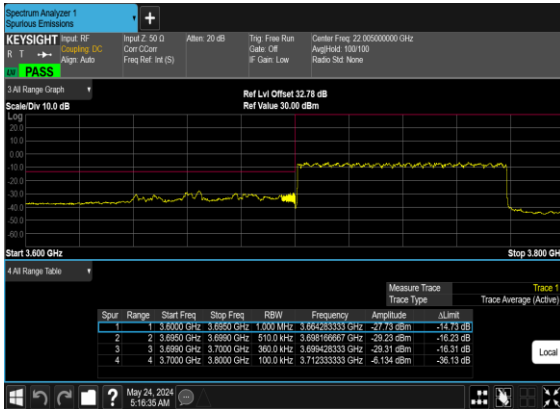 Spectrum Analyzer 1
Spurious Emissions
+
KEYSIGHT Input: RF Input Z: 50 Ω Atten: 20 dB Trig: Free Run Center Freq: 22.005000000 GHz
R T Coupling: DC Corr CCorr Gate: Off Avg|Hold: 100/100
Align: Auto Freq Ref: Int (S) IF Gain: Low Radio Std: None
LXI PASS
3 All Range Graph Ref Lvl Offset 32.78 dB
Scale/Div 10.0 dB Ref Value 30.00 dBm
Log
20.0
10.0
0.00
-10.0
-20.0
-30.0
-40.0
-50.0
-60.0
Start 3.600 GHz Stop 3.800 GH
4 All Range Table
Measure Trace Trace 1
Trace Type Trace Average (Active)
Spur Range Start Freq Stop Freq RBW Frequency Amplitude ΔLimit
1 1 3.6000 GHz 3.6950 GHz 1.000 MHz 3.664283333 GHz -27.73 dBm -14.73 dB
2 2 3.6950 GHz 3.6990 GHz 510.0 kHz 3.698166667 GHz -29.23 dBm -16.23 dB
3 3 3.6990 GHz 3.7000 GHz 360.0 kHz 3.699428333 GHz -29.31 dBm -16.31 dB
4 4 3.7000 GHz 3.8000 GHz 100.0 kHz 3.712333333 GHz -6.134 dBm -36.13 dB
Local
? May 24, 2024
5:16:35 AM